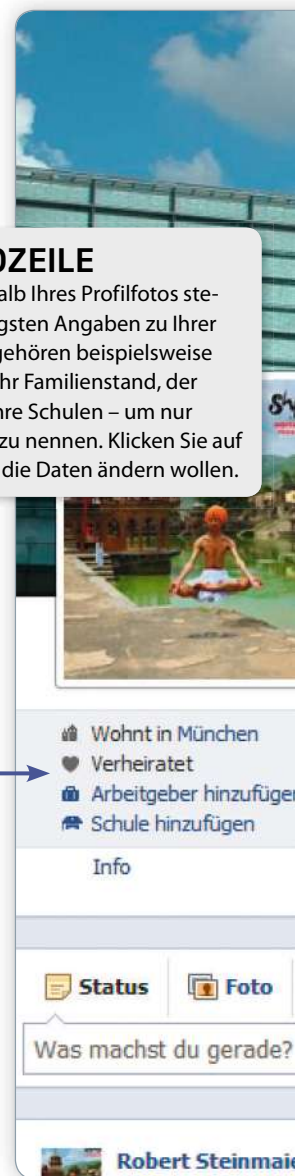 OZEILE
alb Ihres Profilfotos ste-
gsten Angaben zu Ihrer
gehören beispielsweise
hr Familienstand, der
hre Schulen – um nur
zu nennen. Klicken Sie auf
die Daten ändern wollen.
Wohnt in München
Verheiratet
Arbeitgeber hinzufügen
Schule hinzufügen
Info
Status Foto
Was machst du gerade?
Robert Steinmaie